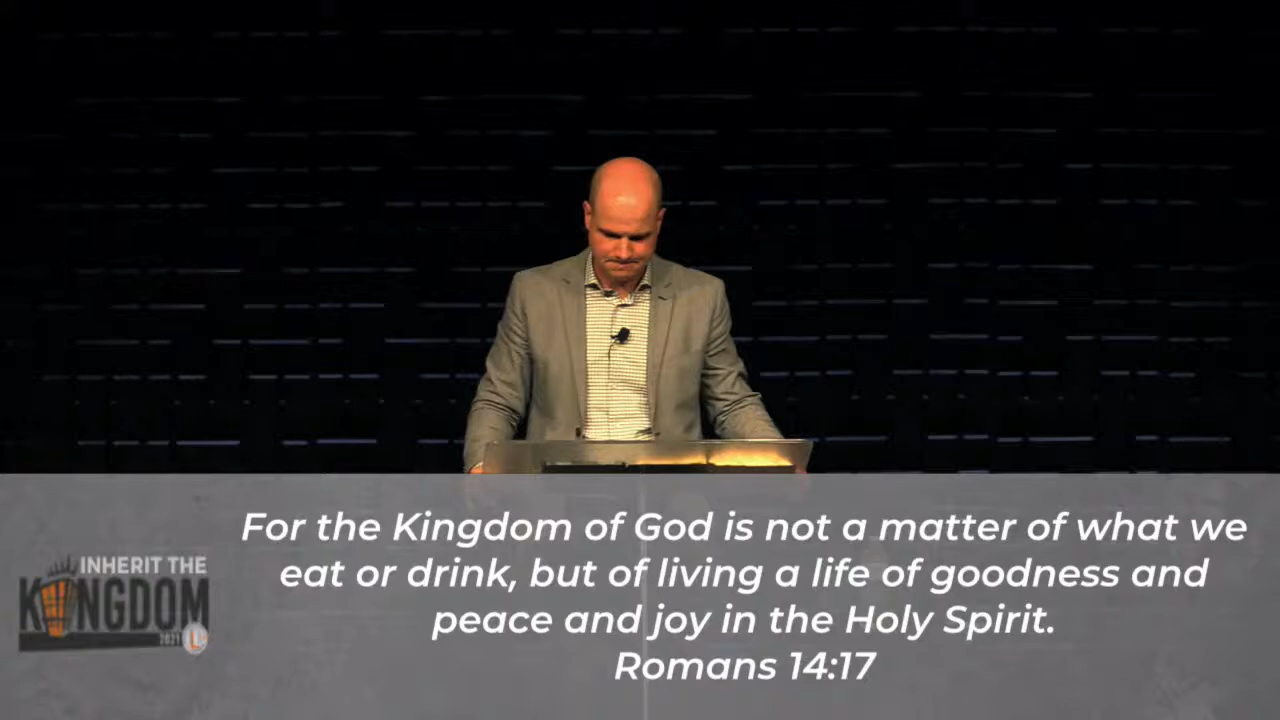 For the Kingdom of God is not a matter of what we
eat or drink, but of living a life of goodness and
peace and joy in the Holy Spirit.
Romans 14:17
INHERIT THE
KINGDOM
2021